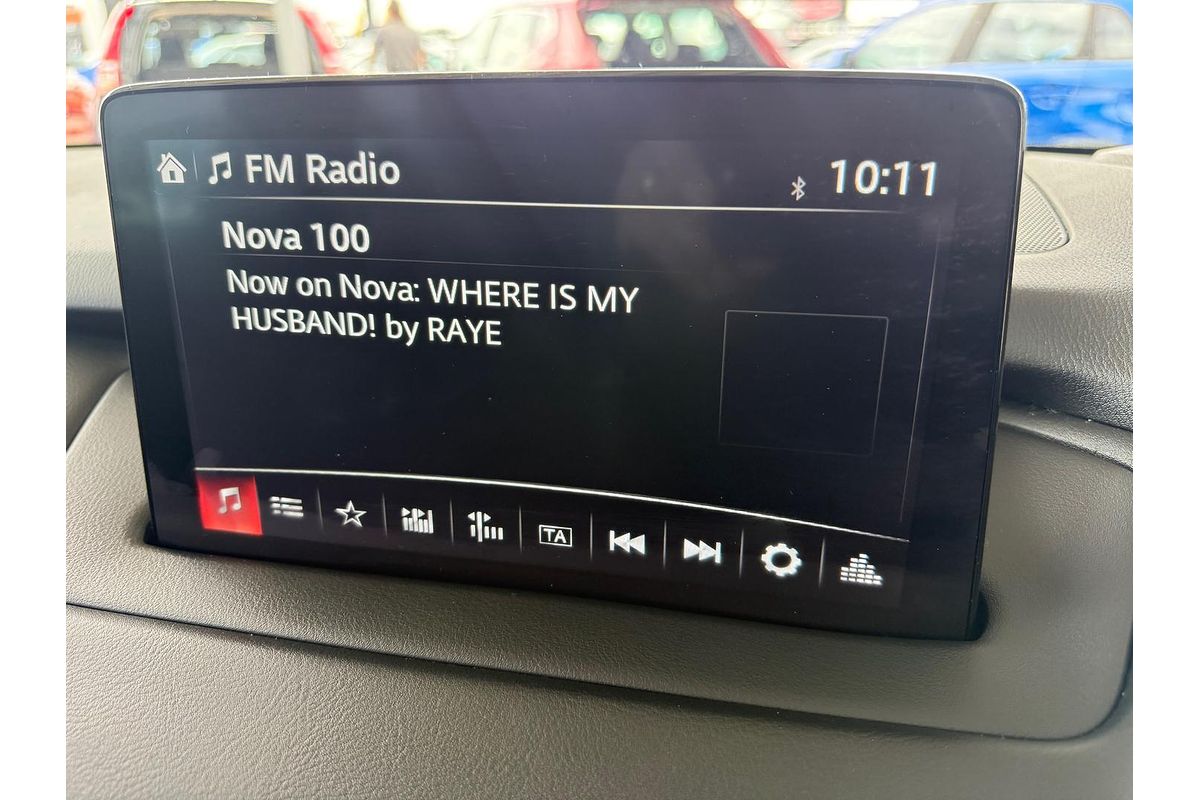 FM Radio
10:11
Nova 100
Now on Nova: WHERE IS MY
HUSBAND! by RAYE
TA